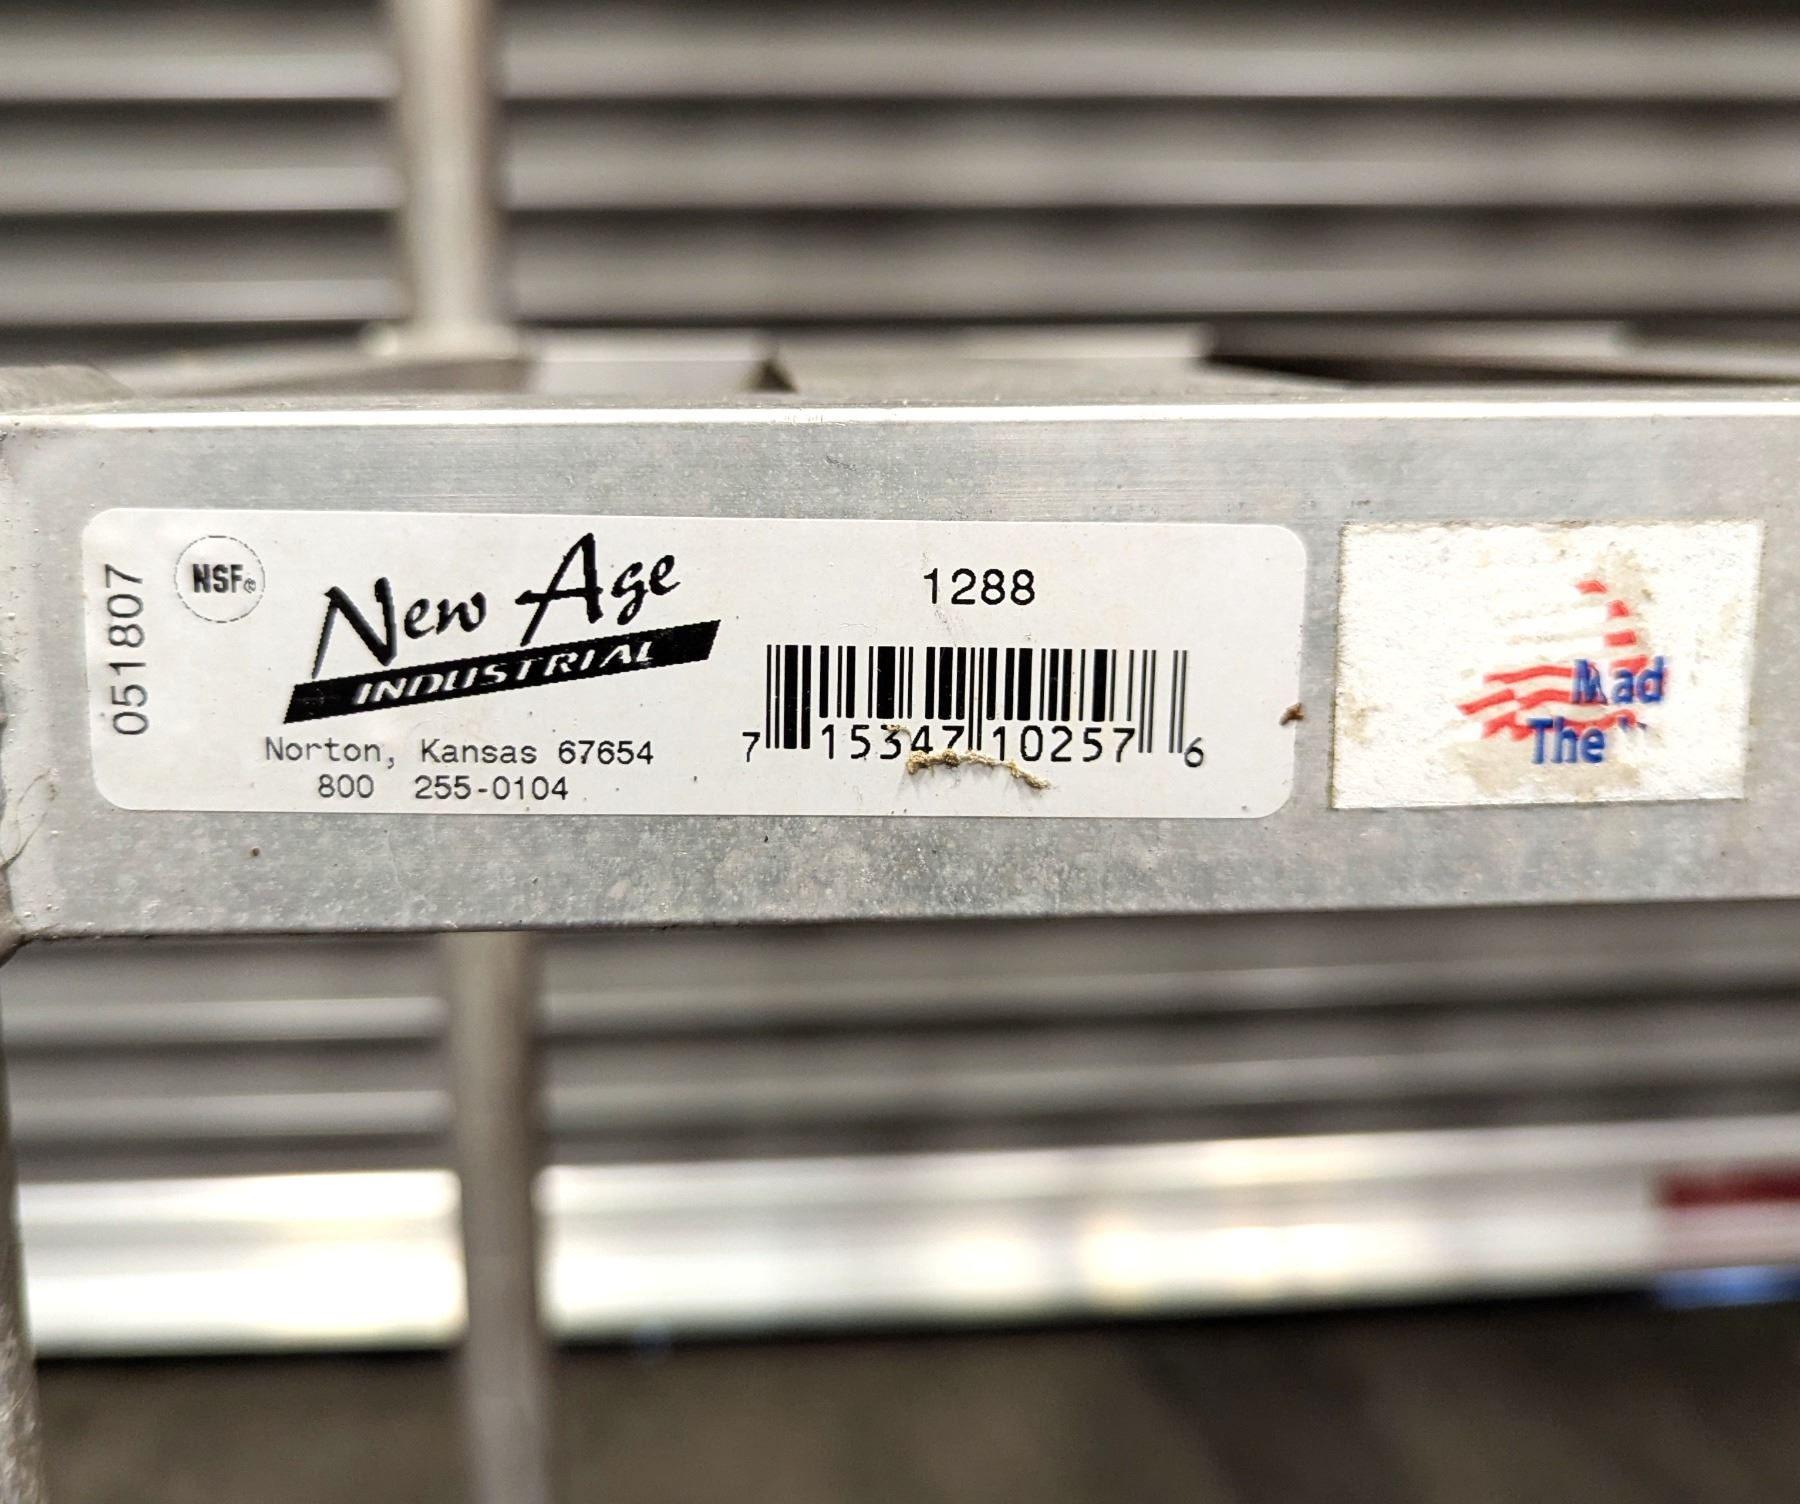 051807
NSF®
New Age
INDUSTRIAL
Norton, Kansas 67654
800 255-0104
1288
7 15347 10257 6
Mad
The